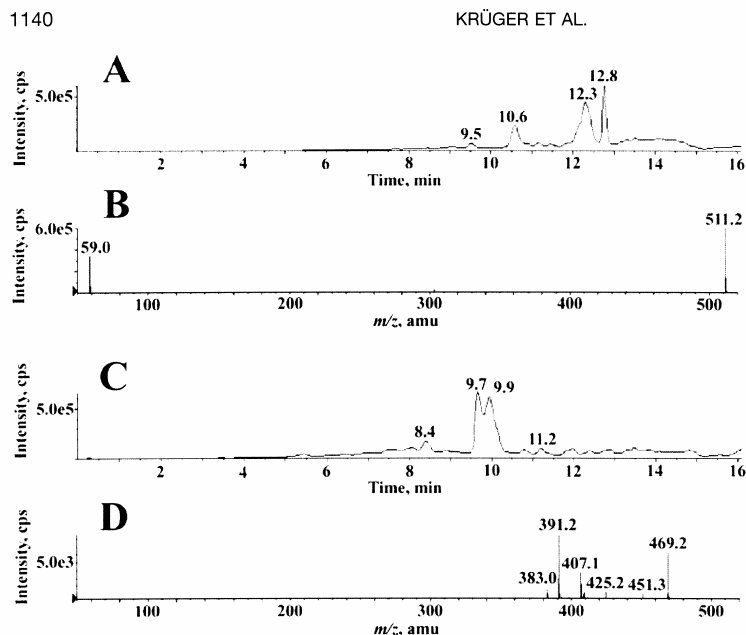 1140 KRÜGER ET AL.
A
Intensity, cps
5.0e5
9.5 10.6 12.3 12.8
2 4 6 8 10 12 14 16
Time, min
B
Intensity, cps
6.0e5
59.0 511.2
100 200 300 400 500
m/z, amu
C
Intensity, cps
5.0e5
8.4 9.7 9.9 11.2
2 4 6 8 10 12 14 16
Time, min
D
Intensity, cps
5.0e3
383.0 391.2 407.1 425.2 451.3 469.2
100 200 300 400 500
m/z, amu